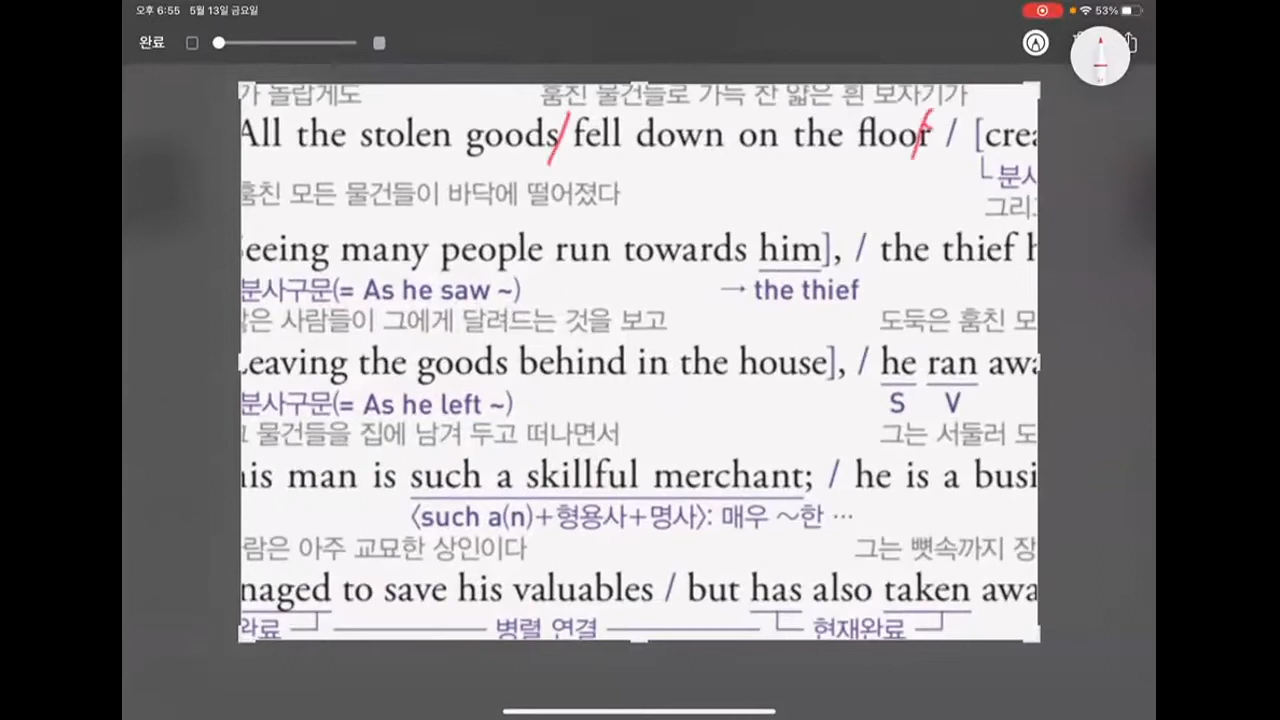 오후 6:55 5월 13일 금요일 53%
완료
가 놀랍게도 훔친 물건들로 가득 찬 얇은 흰 보자기가
All the stolen goods fell down on the floor / [crea
훔친 모든 물건들이 바닥에 떨어졌다 분사
그리고
eeing many people run towards him], / the thief h
분사구문(= As he saw ~) → the thief
많은 사람들이 그에게 달려드는 것을 보고 도둑은 훔친 모
Leaving the goods behind in the house], / he ran awa
분사구문(= As he left ~) S V
물건들을 집에 남겨 두고 떠나면서 그는 서둘러 도
his man is such a skillful merchant; / he is a busi
〈such a(n)+형용사+명사〉: 매우 ~한 …
람은 아주 교묘한 상인이다 그는 뼛속까지 장
naged to save his valuables / but has also taken awa
완료 병렬 연결 현재완료